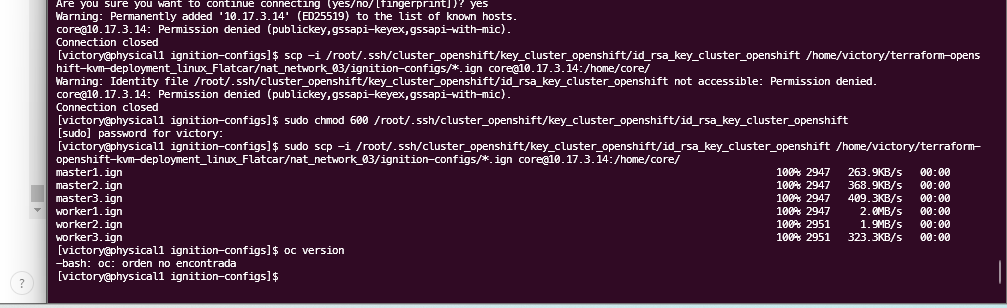 Are you sure you want to continue connecting (yes/no/[fingerprint])? yes
Warning: Permanently added '10.17.3.14' (ED25519) to the list of known hosts.
core@10.17.3.14: Permission denied (publickey,gssapi-keyex,gssapi-with-mic).
Connection closed
[victory@physical1 ignition-configs]$ scp -i /root/.ssh/cluster_openshift/key_cluster_openshift/id_rsa_key_cluster_openshift /home/victory/terraform-opens
hift-kvm-deployment_linux_Flatcar/nat_network_03/ignition-configs/*.ign core@10.17.3.14:/home/core/
Warning: Identity file /root/.ssh/cluster_openshift/key_cluster_openshift/id_rsa_key_cluster_openshift not accessible: Permission denied.
core@10.17.3.14: Permission denied (publickey,gssapi-keyex,gssapi-with-mic).
Connection closed
[victory@physical1 ignition-configs]$ sudo chmod 600 /root/.ssh/cluster_openshift/key_cluster_openshift/id_rsa_key_cluster_openshift
[sudo] password for victory:
[victory@physical1 ignition-configs]$ sudo scp -i /root/.ssh/cluster_openshift/key_cluster_openshift/id_rsa_key_cluster_openshift /home/victory/terraform-
openshift-kvm-deployment_linux_Flatcar/nat_network_03/ignition-configs/*.ign core@10.17.3.14:/home/core/
master1.ign 100% 2947 263.9KB/s 00:00
master2.ign 100% 2947 368.9KB/s 00:00
master3.ign 100% 2947 409.3KB/s 00:00
worker1.ign 100% 2947 2.0MB/s 00:00
worker2.ign 100% 2951 1.9MB/s 00:00
worker3.ign 100% 2951 323.3KB/s 00:00
[victory@physical1 ignition-configs]$ oc version
-bash: oc: orden no encontrada
[victory@physical1 ignition-configs]$
?